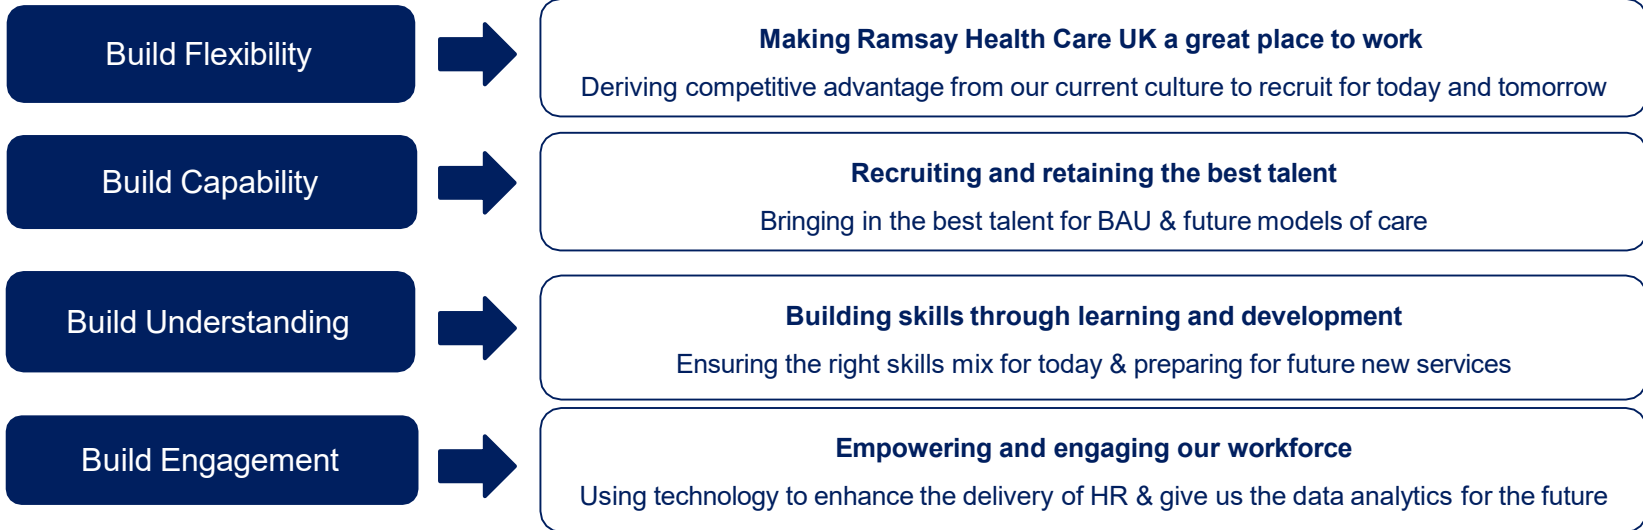 Build Flexibility
Making Ramsay Health Care UK a great place to work
Deriving competitive advantage from our current culture to recruit for today and tomorrow
Build Capability
Recruiting and retaining the best talent
Bringing in the best talent for BAU & future models of care
Build Understanding
Building skills through learning and development
Ensuring the right skills mix for today & preparing for future new services
Build Engagement
Empowering and engaging our workforce
Using technology to enhance the delivery of HR & give us the data analytics for the future